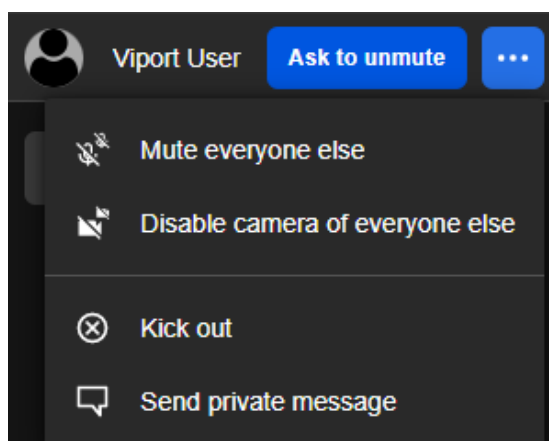 Viport User Ask to unmute
Mute everyone else
Disable camera of everyone else
Kick out
Send private message